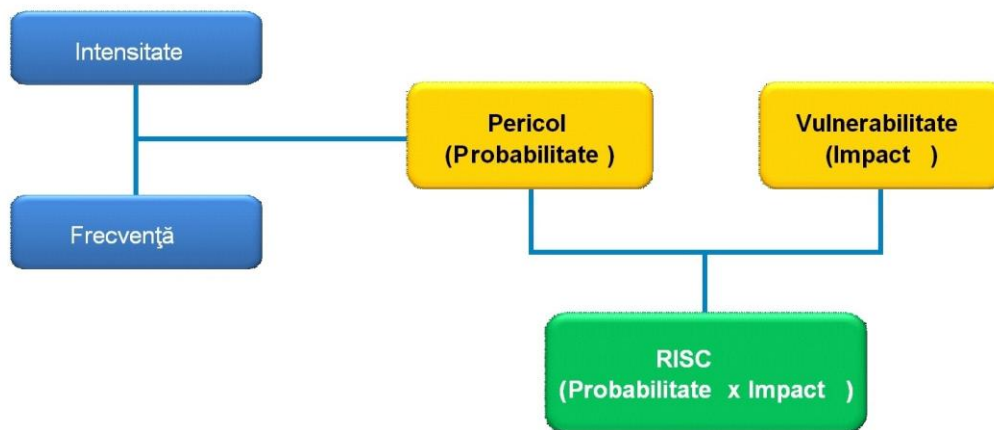 Intensitate
Pericol
(Probabilitate )
Vulnerabilitate
(Impact )
Frecvenţă
RISC
(Probabilitate x Impact )